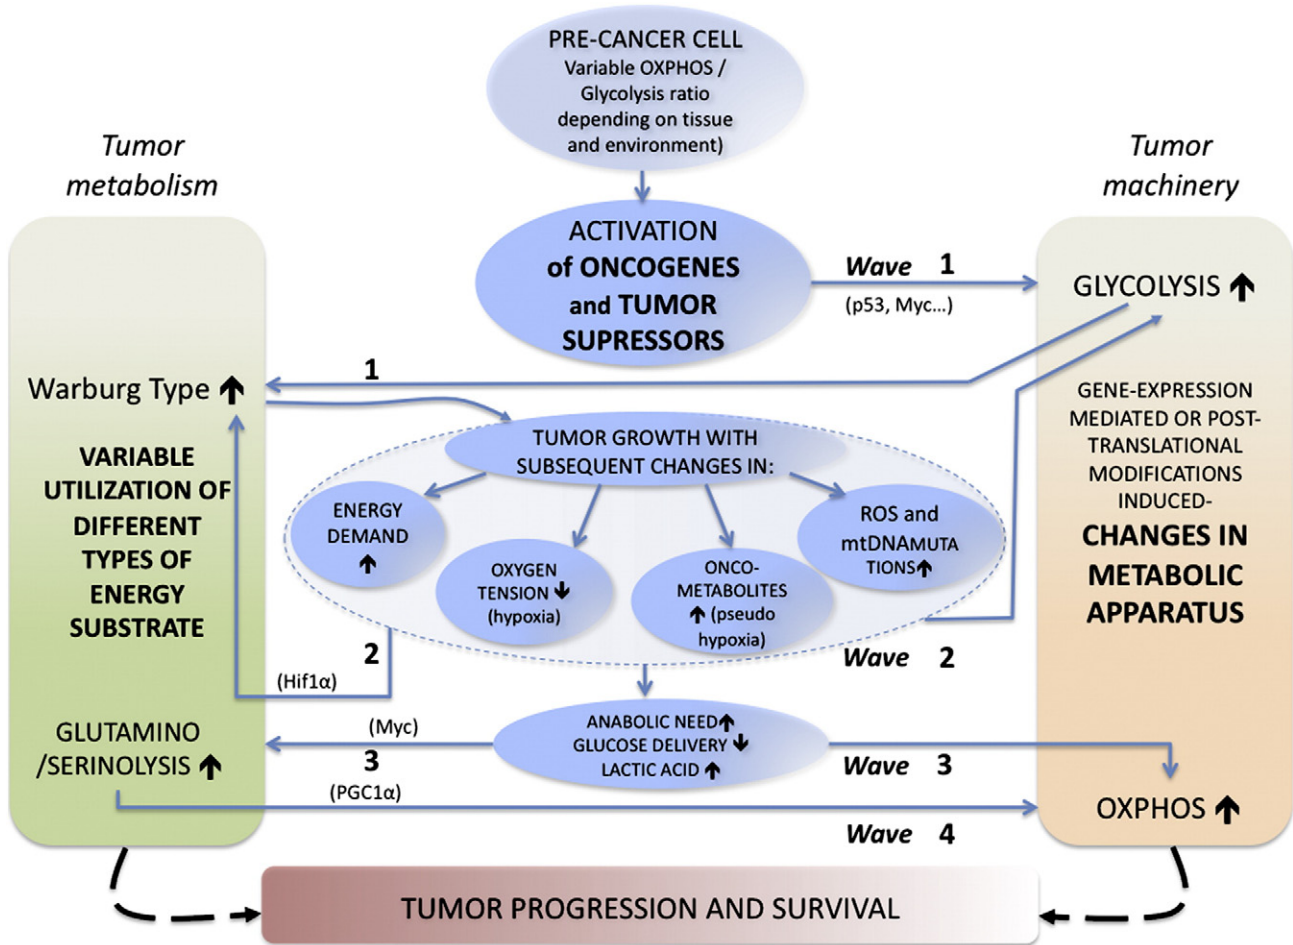 PRE-CANCER CELL
Variable OXPHOS /
Glycolysis ratio
depending on tissue
and environment)
Tumor
metabolism
Tumor
machinery
ACTIVATION
of ONCOGENES
and TUMOR
SUPRESSORS
Wave 1
(p53, Myc...)
GLYCOLYSIS
1
Warburg Type
VARIABLE
UTILIZATION OF
DIFFERENT
TYPES OF
ENERGY
SUBSTRATE
TUMOR GROWTH WITH
SUBSEQUENT CHANGES IN:
ENERGY
DEMAND
OXYGEN
TENSION
(hypoxia)
ONCO-
METABOLITES
(pseudo
hypoxia)
ROS and
mtDNAMUTA
TIONS
GENE-EXPRESSION
MEDIATED OR POST-
TRANSLATIONAL
MODIFICATIONS
INDUCED-
CHANGES IN
METABOLIC
APPARATUS
2
(Hif1α)
Wave 2
GLUTAMINO
/SERINOLYSIS
(Myc)
3
(PGC1α)
ANABOLIC NEED
GLUCOSE DELIVERY
LACTIC ACID
Wave 3
OXPHOS
Wave 4
TUMOR PROGRESSION AND SURVIVAL